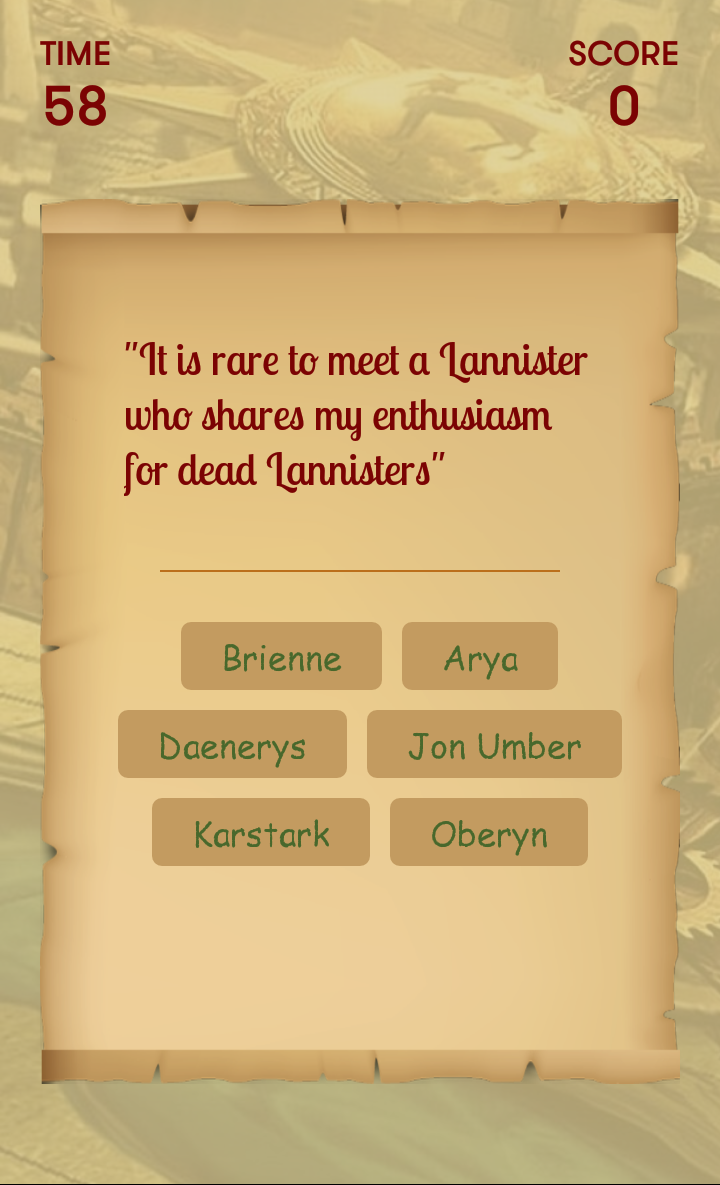 TIME
SCORE
58
0
"It is rare to meet a Lannister
who shares my enthusiasm
for dead Lannisters"
Brienne
Arya
Daenerys
Jon Umber
Karstark
Oberyn